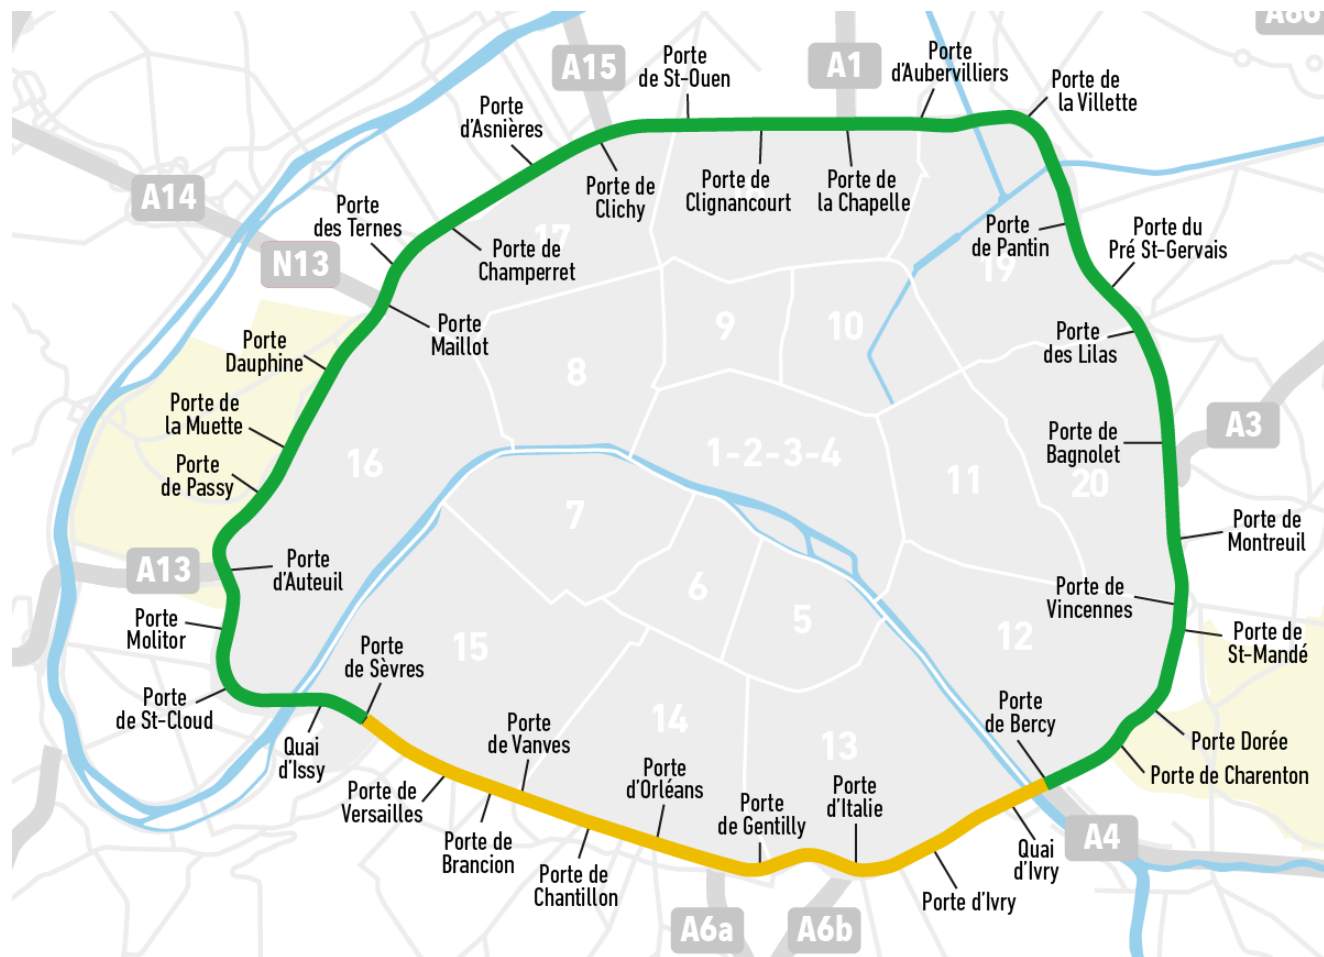 A86
A15
Porte
de St-Ouen
A1
Porte
d'Aubervilliers
Porte de
la Villette
Porte
d'Asnières
A14
Porte
des Ternes
Porte de
Clichy
Porte de
Clignancourt
18
Porte de
la Chapelle
Porte
de Pantin
19
Porte du
Pré St-Gervais
N13
17
Porte de
Champerret
Porte
Maillot
9
10
Porte
des Lilas
Porte
Dauphine
8
Porte de
la Muette
A3
Porte de
Bagnolet
16
1-2-3-4
11
20
Porte
de Passy
7
Porte de
Montreuil
A13
Porte
d'Auteuil
6
Porte de
Vincennes
Porte
Molitor
5
12
Porte de
St-Mandé
15
Porte
de Sèvres
Porte
de St-Cloud
Quai
d'Issy
Porte
de Vanves
14
13
Porte
de Bercy
Porte Dorée
Porte de Charenton
Porte de
Versailles
Porte
d'Orléans
Porte
de Gentilly
Porte
d'Italie
A4
Porte de
Brancion
Porte de
Chantillon
Quai
d'Ivry
Porte d'Ivry
A6a
A6b